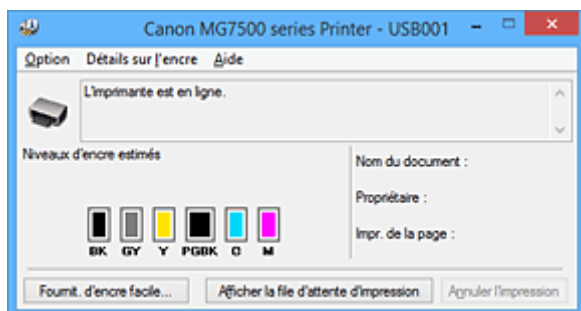 Canon MG7500 series Printer - USB001
Option Détails sur l'encre Aide
L'imprimante est en ligne.
Niveaux d'encre estimés
Nom du document :
Propriétaire :
Impr. de la page :
BK GY Y PGBK C M
Fournit. d'encre facile... Afficher la file d'attente d'impression Annuler l'impression